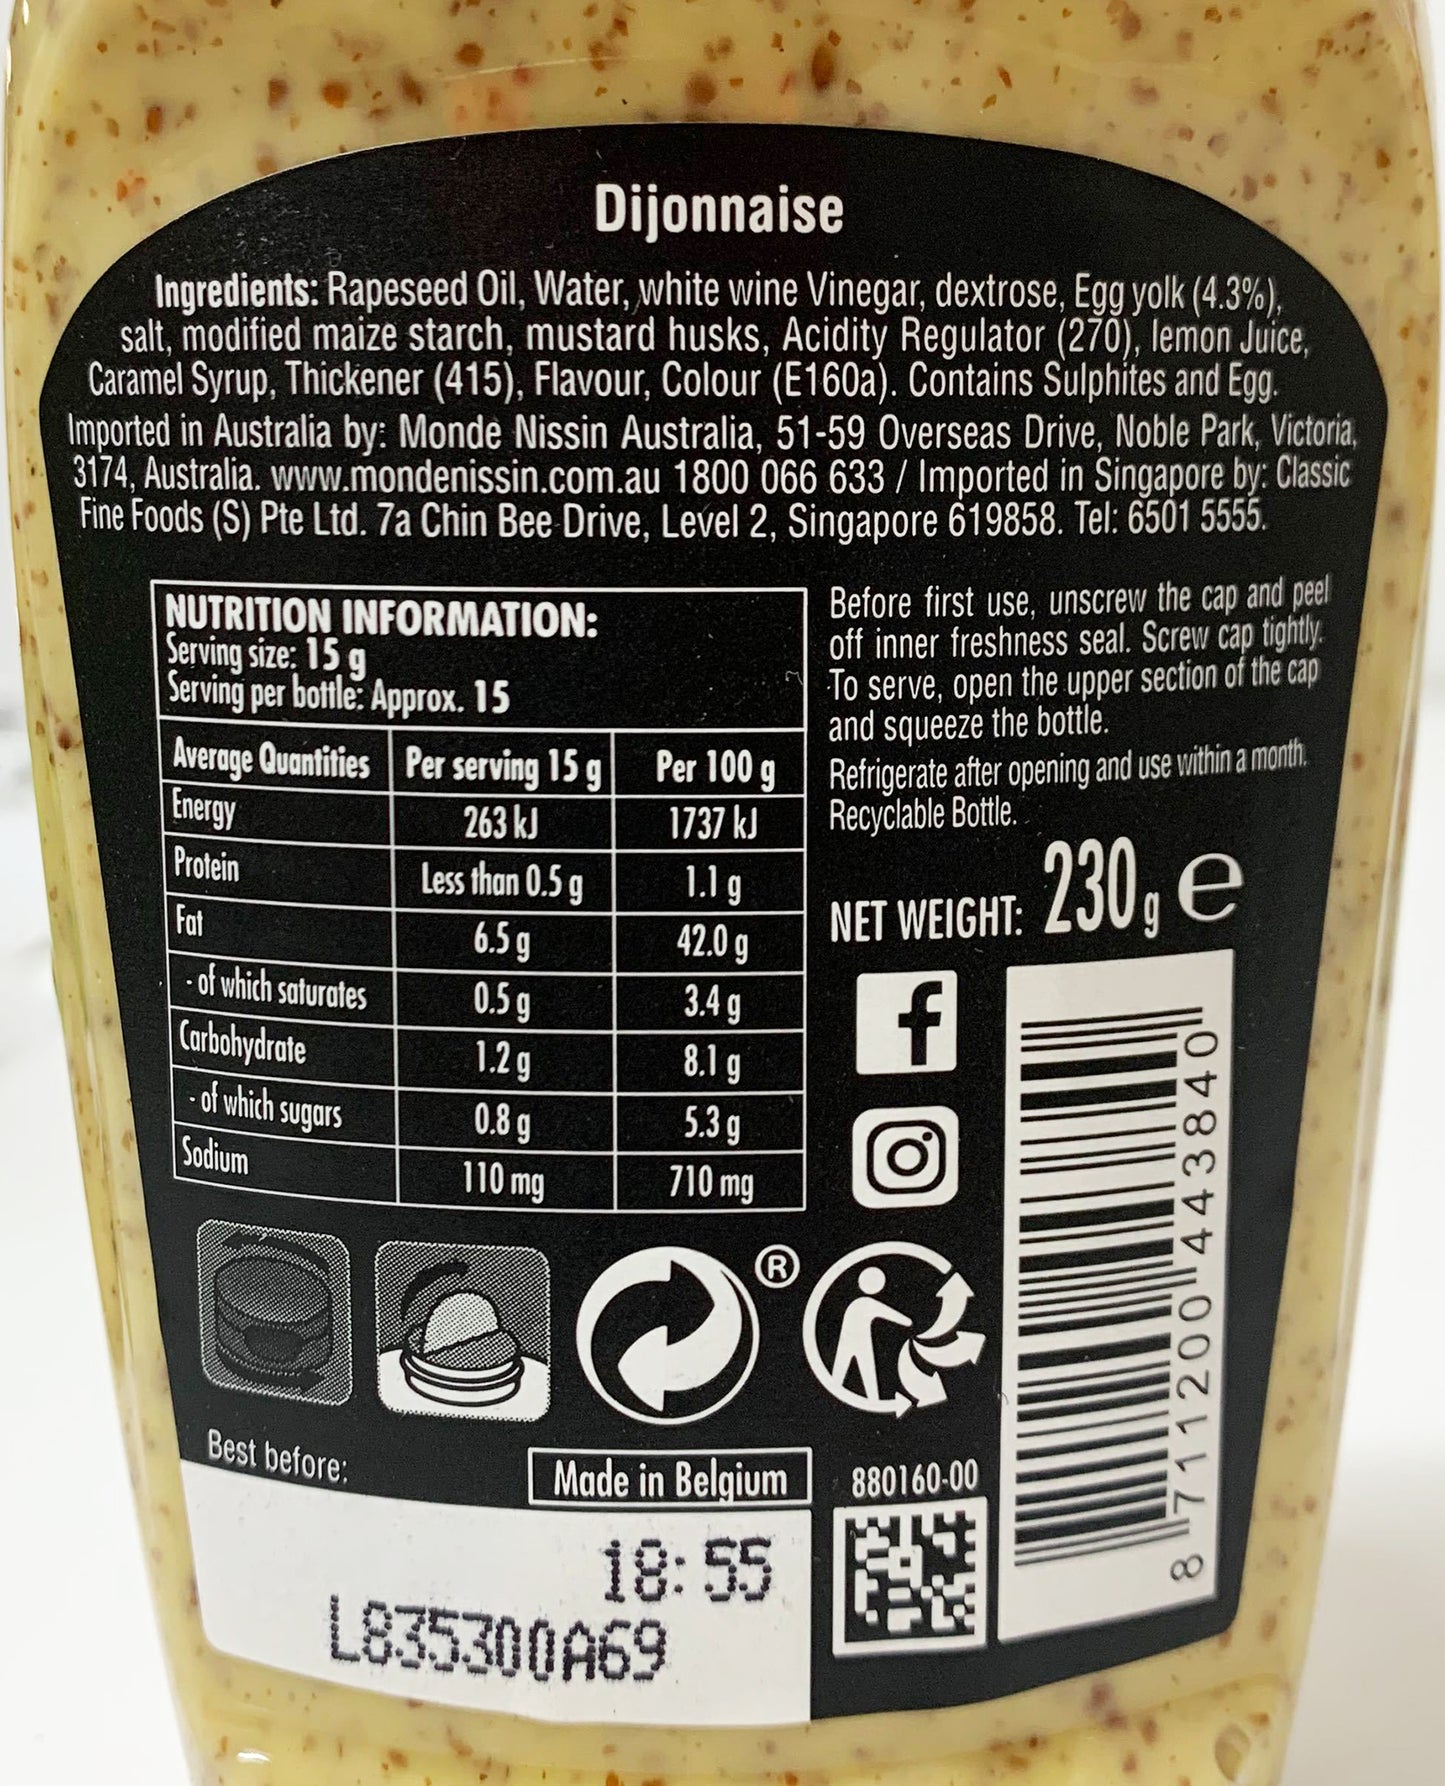 Dijonnaise
Ingredients: Rapeseed Oil, Water, white wine Vinegar, dextrose, Egg yolk (4.3%),
salt, modified maize starch, mustard husks, Acidity Regulator (270), lemon Juice,
Caramel Syrup, Thickener (415), Flavour, Colour (E160a). Contains Sulphites and Egg.
Imported in Australia by: Monde Nissin Australia, 51-59 Overseas Drive, Noble Park, Victoria,
3174, Australia. www.mondenissin.com.au 1800 066 633 / Imported in Singapore by: Classic
Fine Foods (S) Pte Ltd. 7a Chin Bee Drive, Level 2, Singapore 619858. Tel: 6501 5555.
NUTRITION INFORMATION:
Serving size: 15 g
Serving per bottle: Approx. 15
Average Quantities Per serving 15 g Per 100 g
Energy 263 kJ 1737 kJ
Protein Less than 0.5 g 1.1 g
Fat 6.5 g 42.0 g
- of which saturates 0.5 g 3.4 g
Carbohydrate 1.2 g 8.1 g
- of which sugars 0.8 g 5.3 g
Sodium 110 mg 710 mg
Before first use, unscrew the cap and peel
off inner freshness seal. Screw cap tightly.
To serve, open the upper section of the cap
and squeeze the bottle.
Refrigerate after opening and use within a month.
Recyclable Bottle.
NET WEIGHT: 230 g e
8 711200 443840
®
Best before:
Made in Belgium
880160-00
18:55
L835300A69